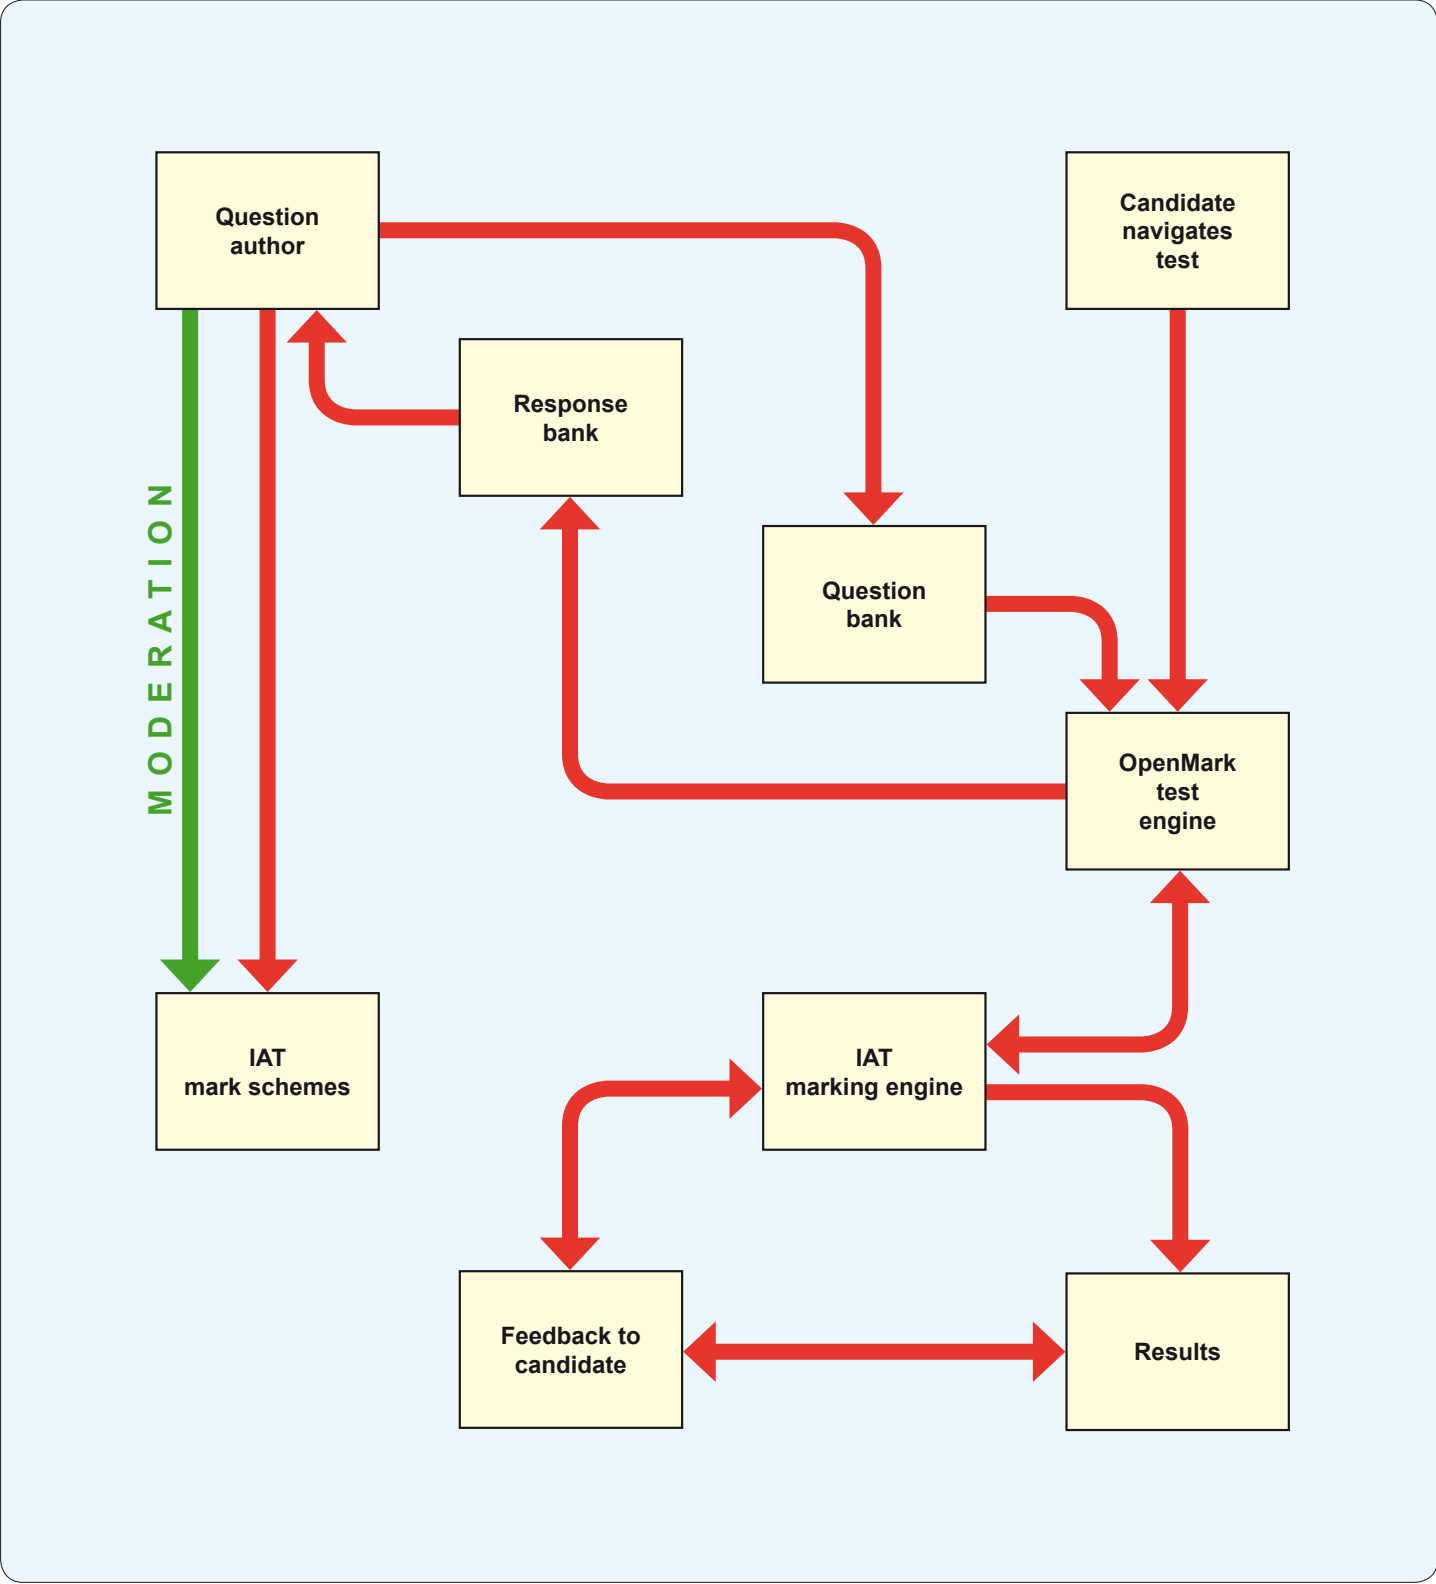 Question
author
Candidate
navigates
test
Response
bank
MODERATION
Question
bank
OpenMark
test
engine
IAT
mark schemes
IAT
marking engine
Feedback to
candidate
Results